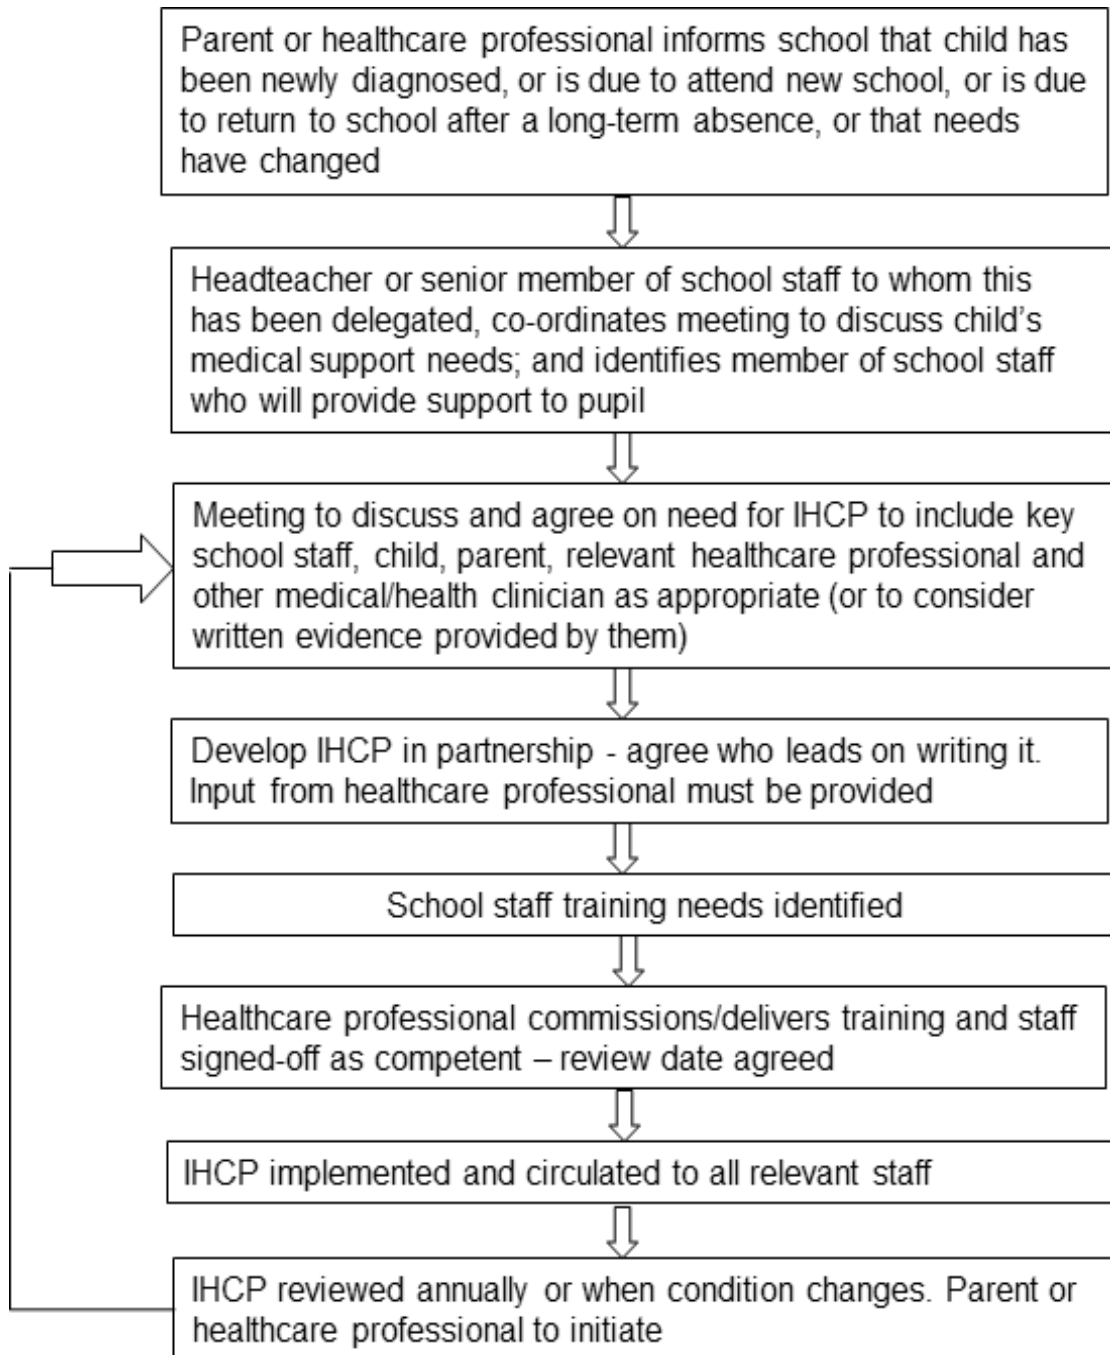 Parent or healthcare professional informs school that child has
been newly diagnosed, or is due to attend new school, or is due
to return to school after a long-term absence, or that needs
have changed
Headteacher or senior member of school staff to whom this
has been delegated, co-ordinates meeting to discuss child's
medical support needs; and identifies member of school staff
who will provide support to pupil
Meeting to discuss and agree on need for IHCP to include key
school staff, child, parent, relevant healthcare professional and
other medical/health clinician as appropriate (or to consider
written evidence provided by them)
Develop IHCP in partnership - agree who leads on writing it.
Input from healthcare professional must be provided
School staff training needs identified
Healthcare professional commissions/delivers training and staff
signed-off as competent – review date agreed
IHCP implemented and circulated to all relevant staff
IHCP reviewed annually or when condition changes. Parent or
healthcare professional to initiate